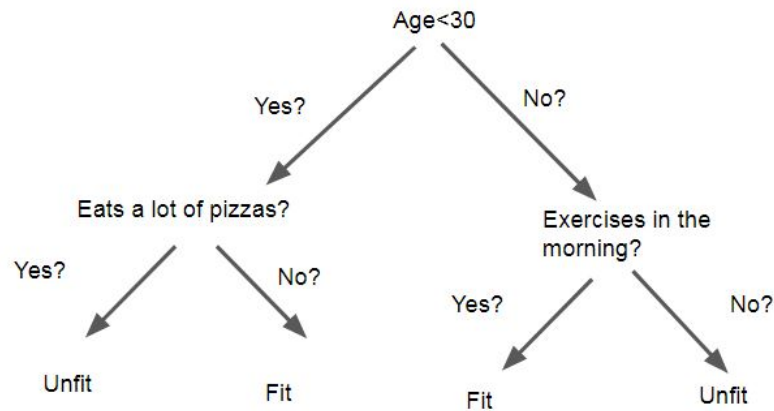 Age<30
Yes?
No?
Eats a lot of pizzas?
Exercises in the
morning?
Yes?
No?
Yes?
No?
Unfit
Fit
Fit
Unfit